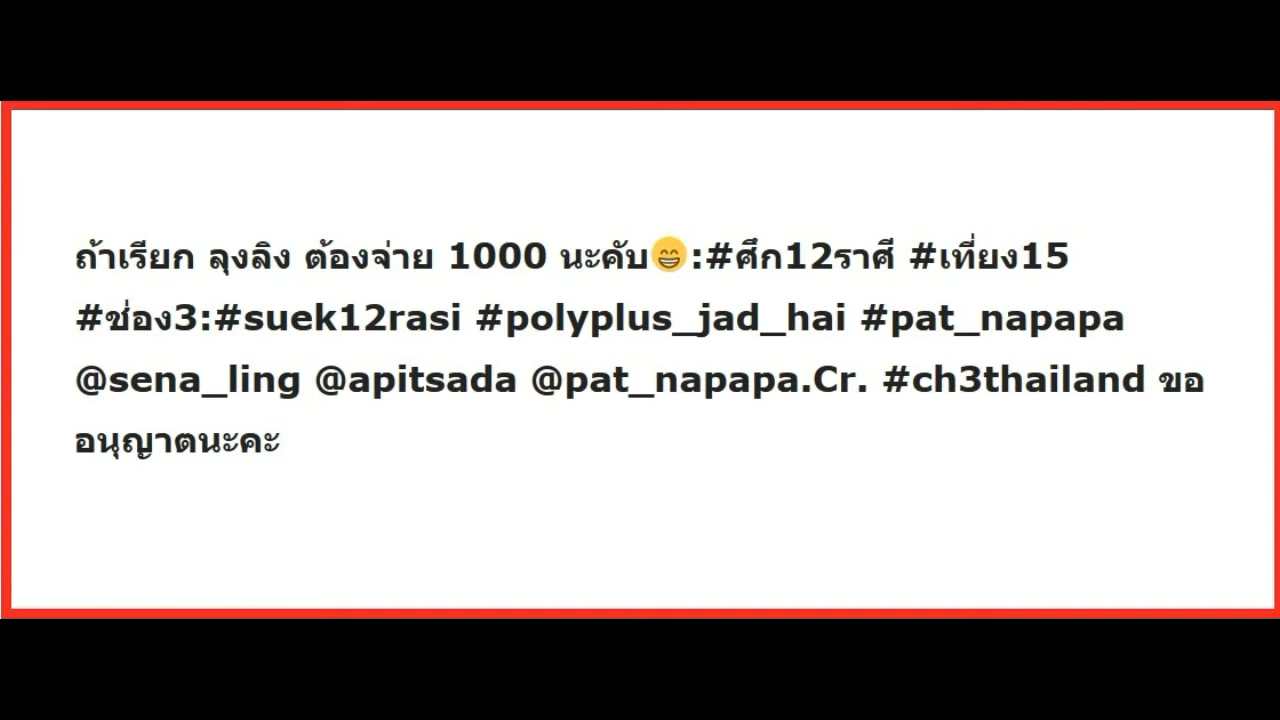 ถ้าเรียก ลุงลิง ต้องจ่าย 1000 นะคับ😁:#ศึก12ราศี #เที่ยง15
#ช่อง3:#suek12rasi #polyplus_jad_hai #pat_napapa
@sena_ling @apitsada @pat_napapa.Cr. #ch3thailand ขอ
อนุญาตนะคะ